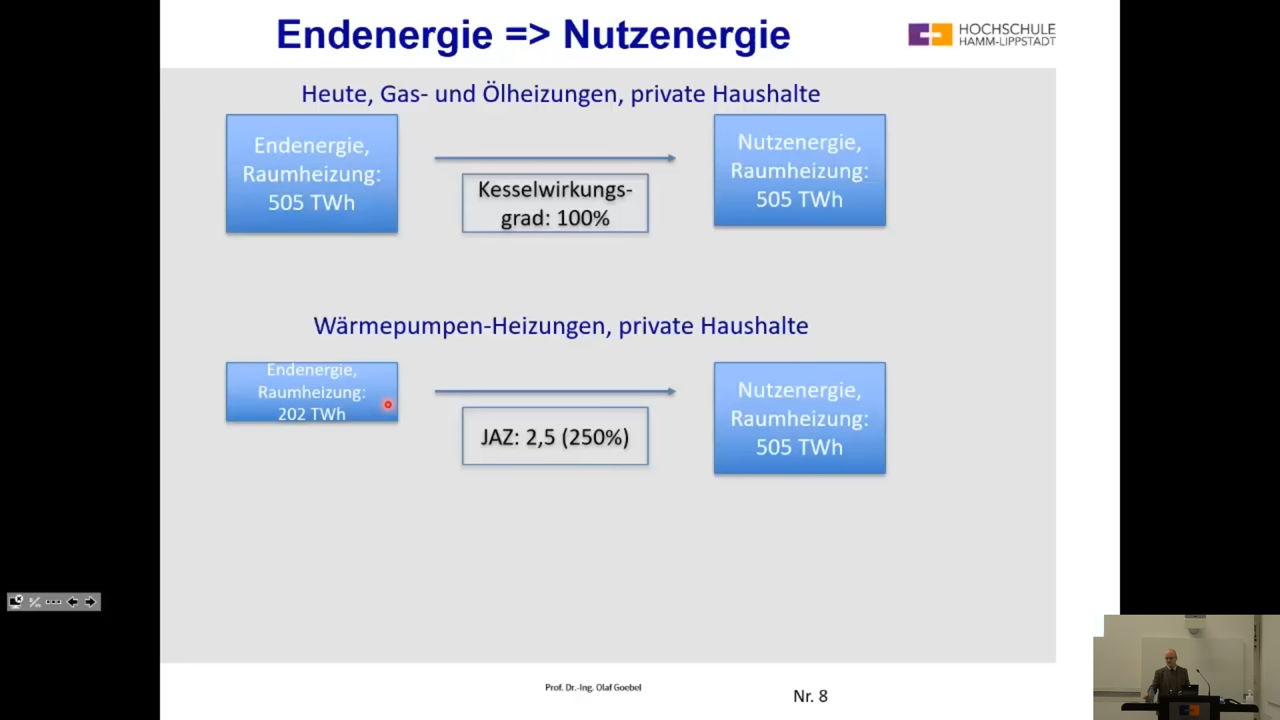 Endenergie => Nutzenergie
HOCHSCHULE
HAMM-LIPPSTADT
Heute, Gas- und Ölheizungen, private Haushalte
Endenergie,
Raumheizung:
505 TWh
Kesselwirkungs-
grad: 100%
Nutzenergie,
Raumheizung:
505 TWh
Wärmepumpen-Heizungen, private Haushalte
Endenergie,
Raumheizung:
202 TWh
JAZ: 2,5 (250%)
Nutzenergie,
Raumheizung:
505 TWh
Prof. Dr.-Ing. Olaf Goebel
Nr. 8